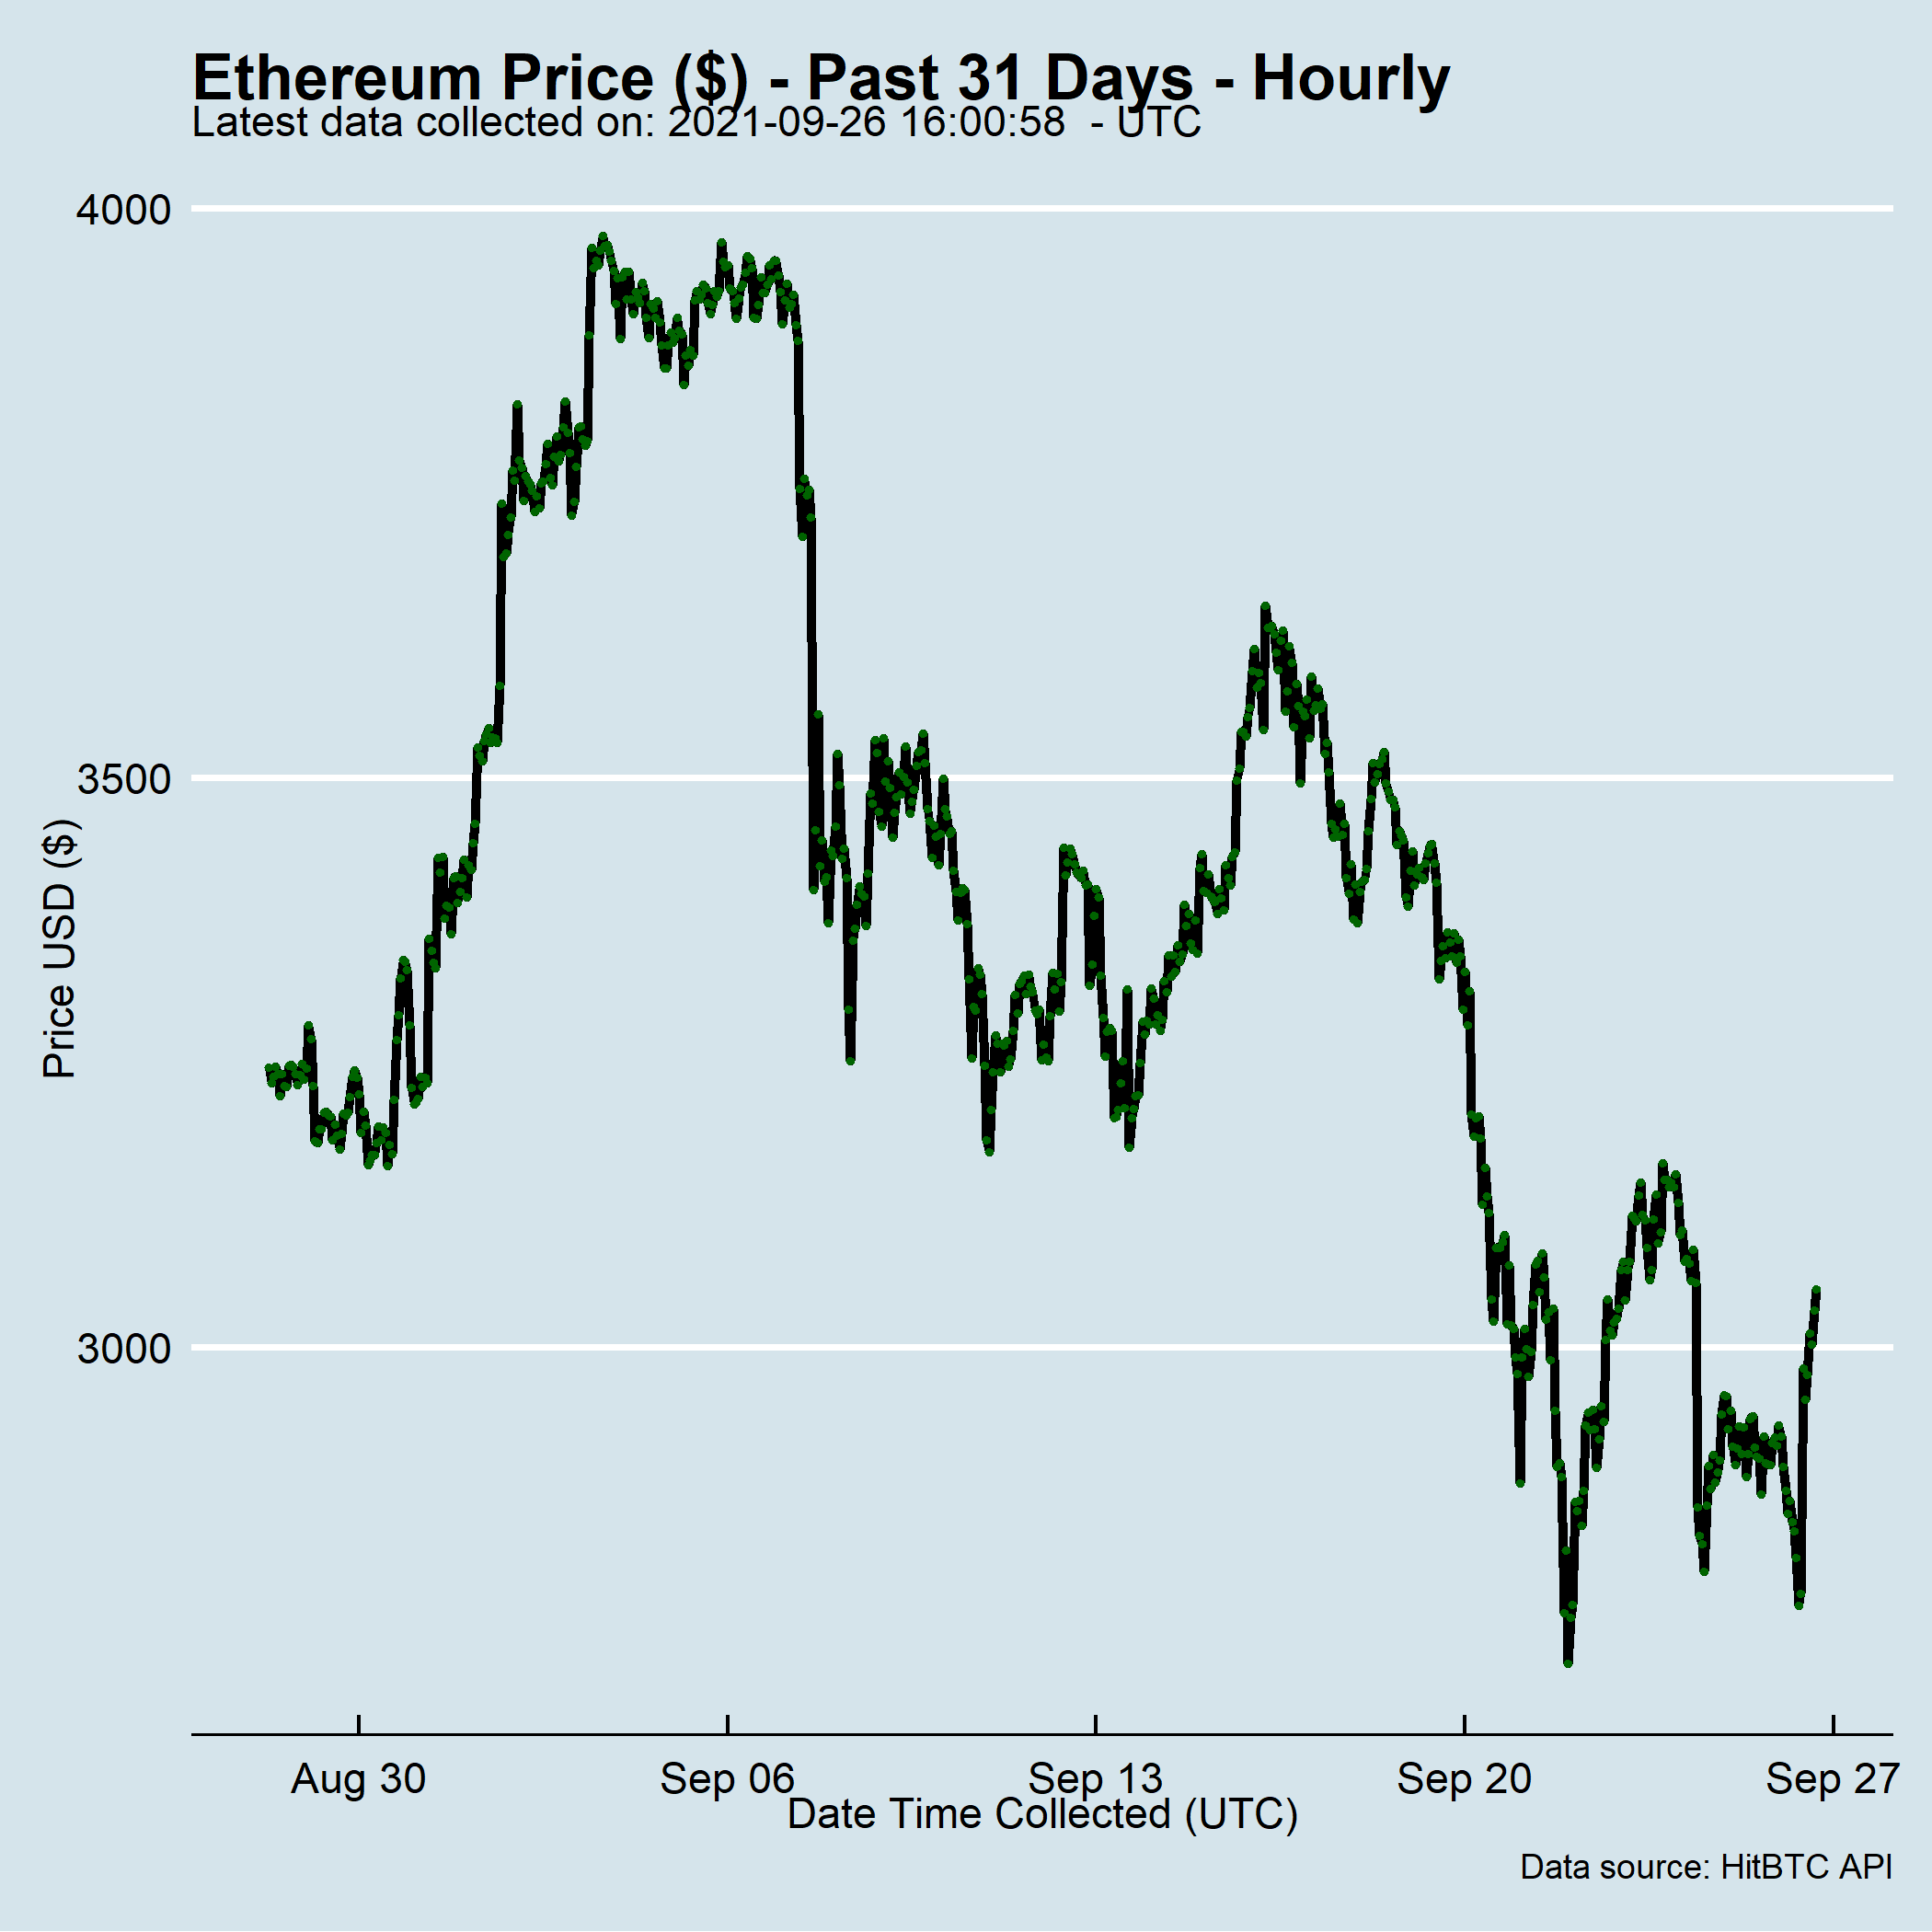 Ethereum Price ($) - Past 31 Days - Hourly
Latest data collected on: 2021-09-26 16:00:58  - UTC
4000
3500
3000
Price USD ($)
Aug 30 Sep 06 Sep 13 Sep 20 Sep 27
Date Time Collected (UTC)
Data source: HitBTC API